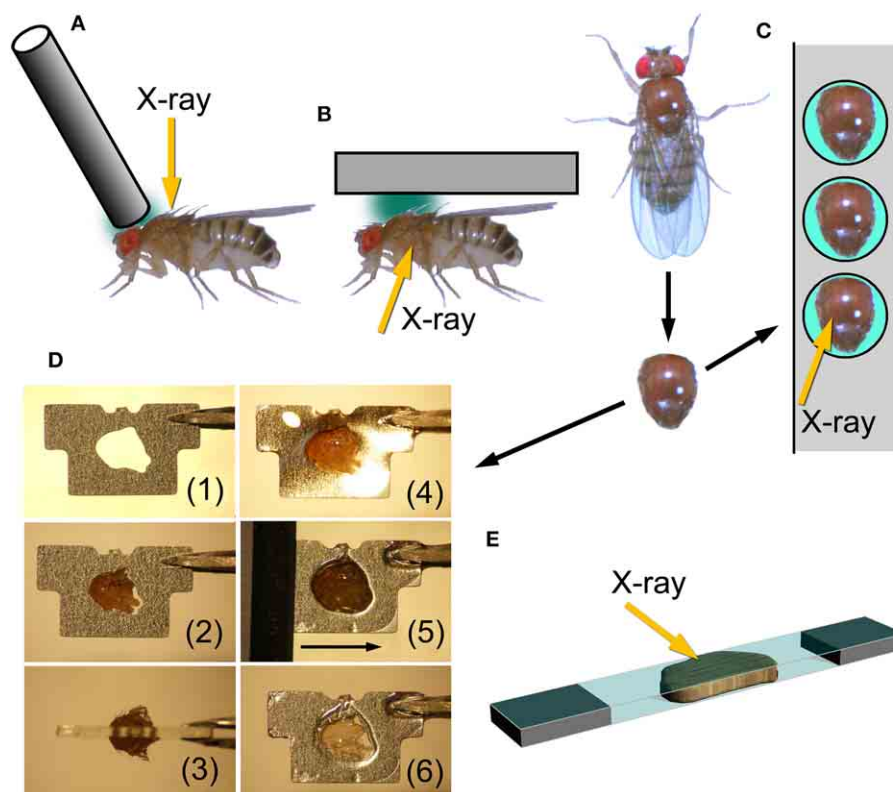 A
X-ray
B
X-ray
C
X-ray
D
(1)
(4)
(2)
(5)
(3)
(6)
E
X-ray